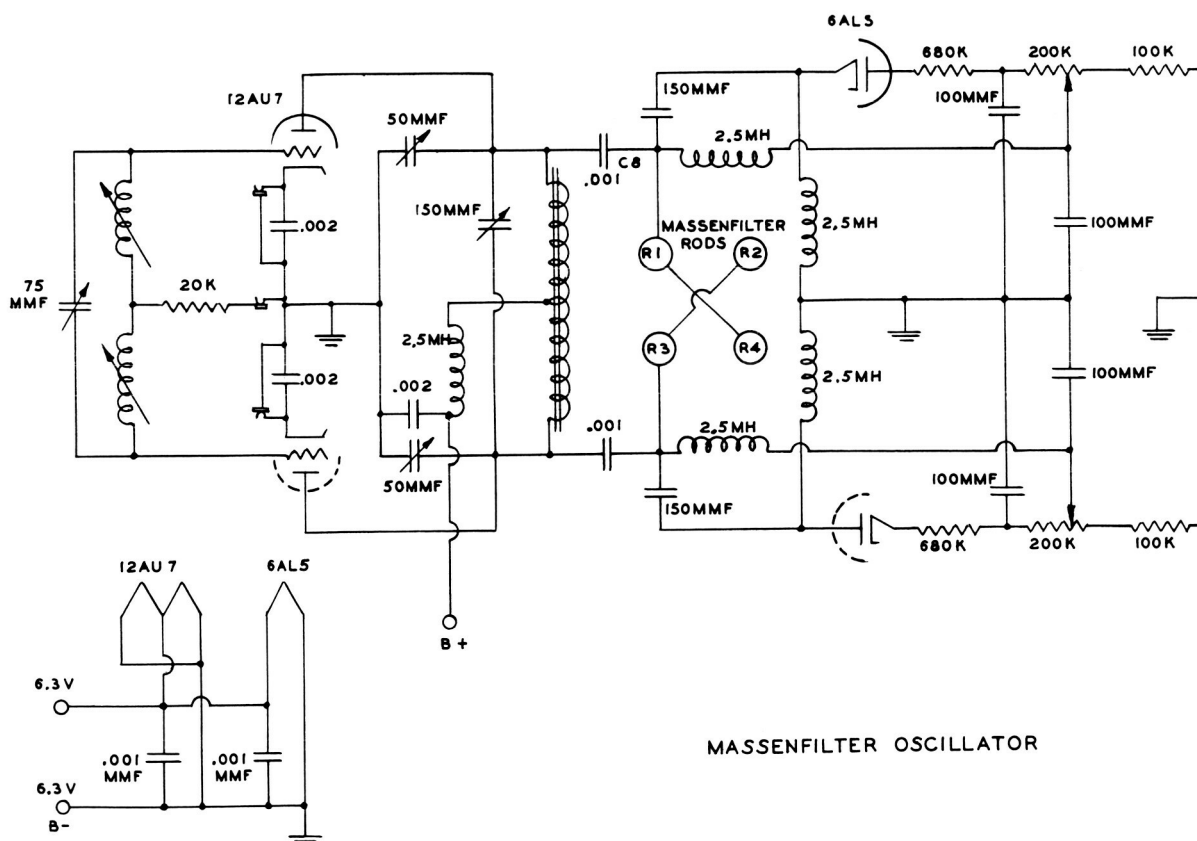 6AL5
680K
200K
100K
12AU7
150MMF
100MMF
50MMF
2.5MH
C8
.001
150MMF
2.5MH
.002
MASSENFILTER
RODS
100MMF
R1
R2
75
MMF
20K
2.5MH
R3
R4
.002
2.5MH
100MMF
.002
.001
2.5MH
50MMF
150MMF
100MMF
680K
200K
100K
12AU7
6AL5
B+
6.3V
.001
MMF
.001
MMF
MASSENFILTER OSCILLATOR
6.3V
B-